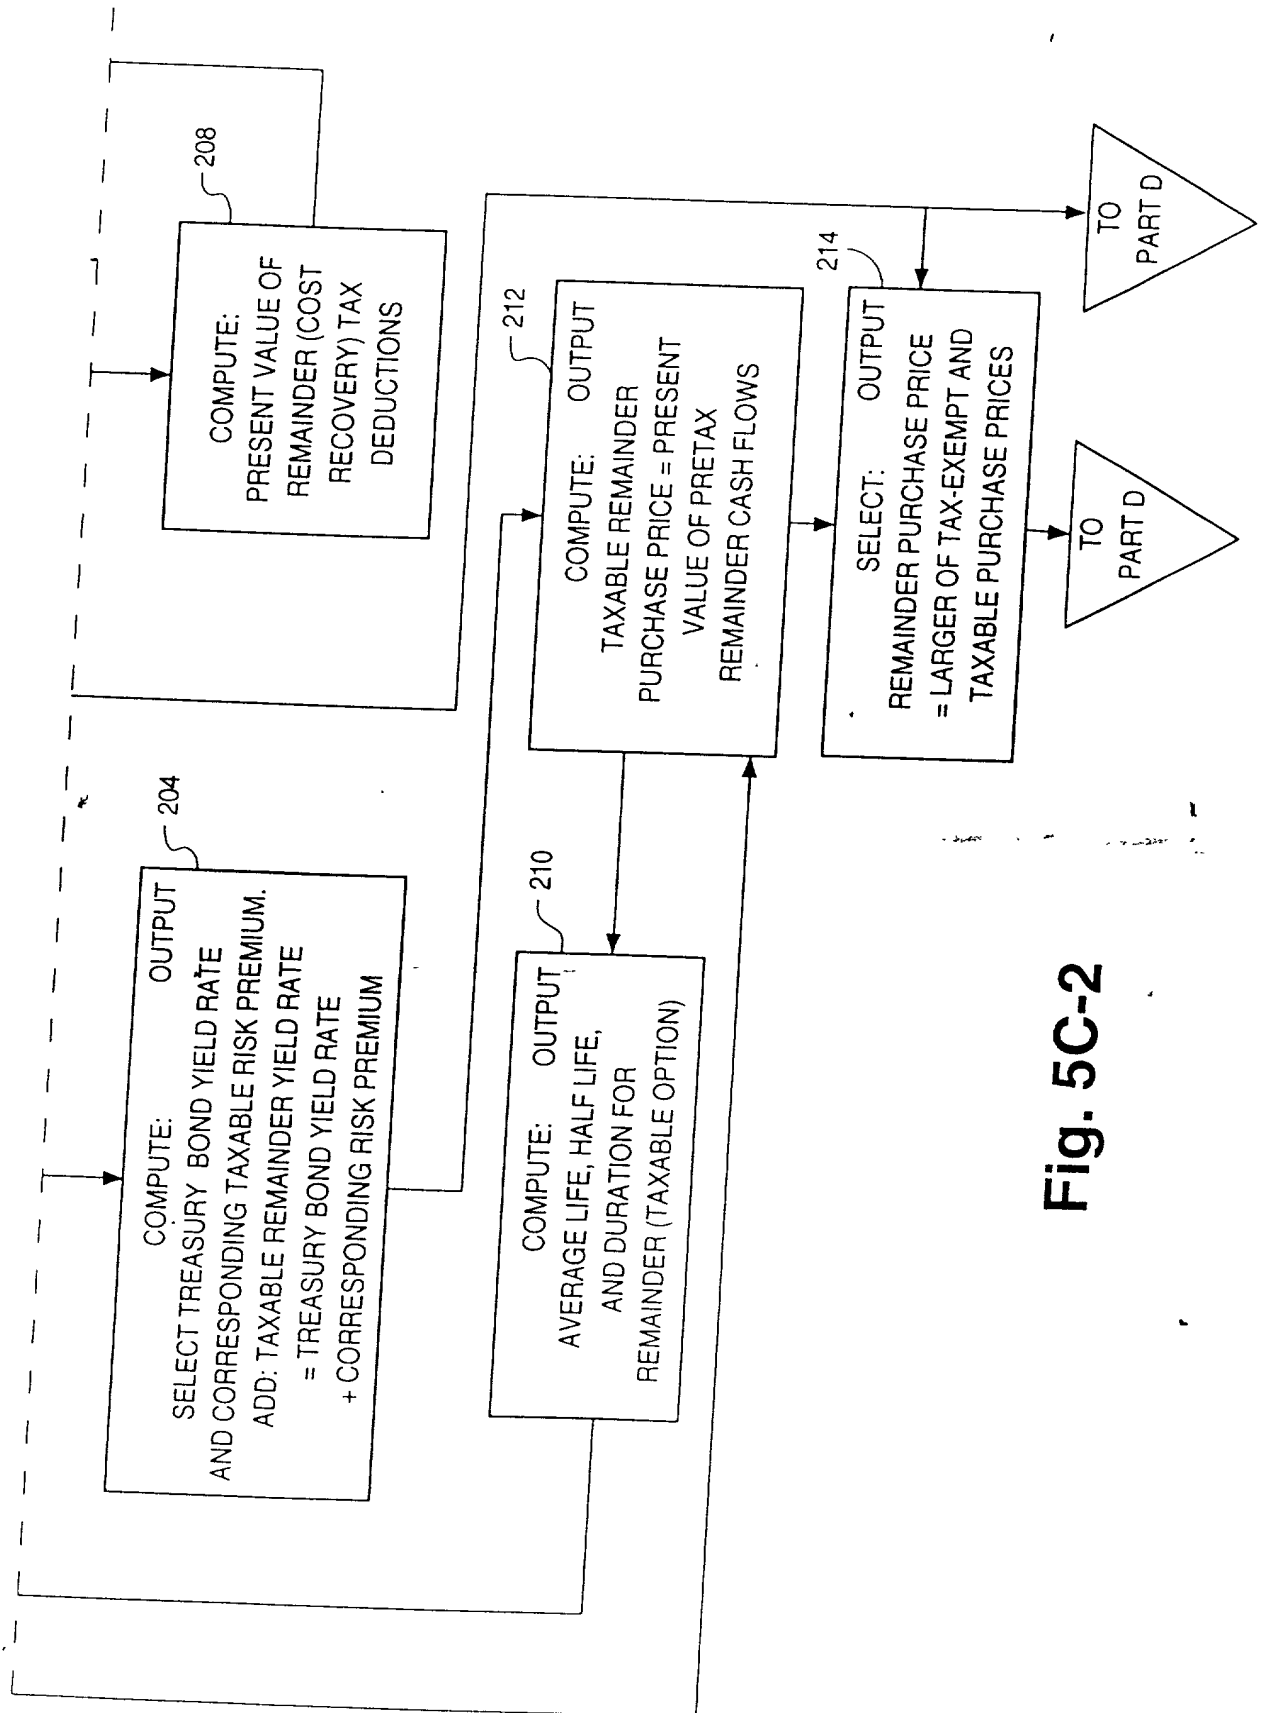 204
COMPUTE: OUTPUT
SELECT TREASURY BOND YIELD RATE
AND CORRESPONDING TAXABLE RISK PREMIUM.
ADD: TAXABLE REMAINDER YIELD RATE
= TREASURY BOND YIELD RATE
+ CORRESPONDING RISK PREMIUM
208
COMPUTE:
PRESENT VALUE OF
REMAINDER (COST
RECOVERY) TAX
DEDUCTIONS
210
COMPUTE: OUTPUT
AVERAGE LIFE, HALF LIFE,
AND DURATION FOR
REMAINDER (TAXABLE OPTION)
212
COMPUTE: OUTPUT
TAXABLE REMAINDER
PURCHASE PRICE = PRESENT
VALUE OF PRETAX
REMAINDER CASH FLOWS
214
SELECT: OUTPUT
REMAINDER PURCHASE PRICE
= LARGER OF TAX-EXEMPT AND
TAXABLE PURCHASE PRICES
TO
PART D
TO
PART D
Fig. 5C-2